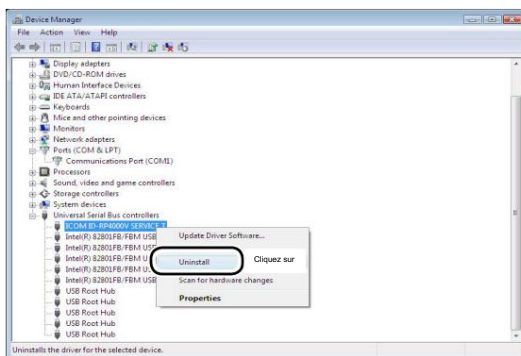 Device Manager
File Action View Help
Display adapters
DVD/CD-ROM drives
Human Interface Devices
IDE ATA/ATAPI controllers
Keyboards
Mice and other pointing devices
Monitors
Network adapters
Ports (COM & LPT)
Communications Port (COM1)
Processors
Sound, video and game controllers
Storage controllers
System devices
Universal Serial Bus controllers
ICOM ID-RP4000V SERVICE T
Intel(R) 82801FB/FBM USB
Intel(R) 82801FB/FBM USB
Intel(R) 82801FB/FBM U
Intel(R) 82801FB/FBM U
Intel(R) 82801FB/FBM USB
USB Root Hub
USB Root Hub
USB Root Hub
USB Root Hub
USB Root Hub
Update Driver Software...
Uninstall
Cliquez sur
Scan for hardware changes
Properties
Uninstalls the driver for the selected device.